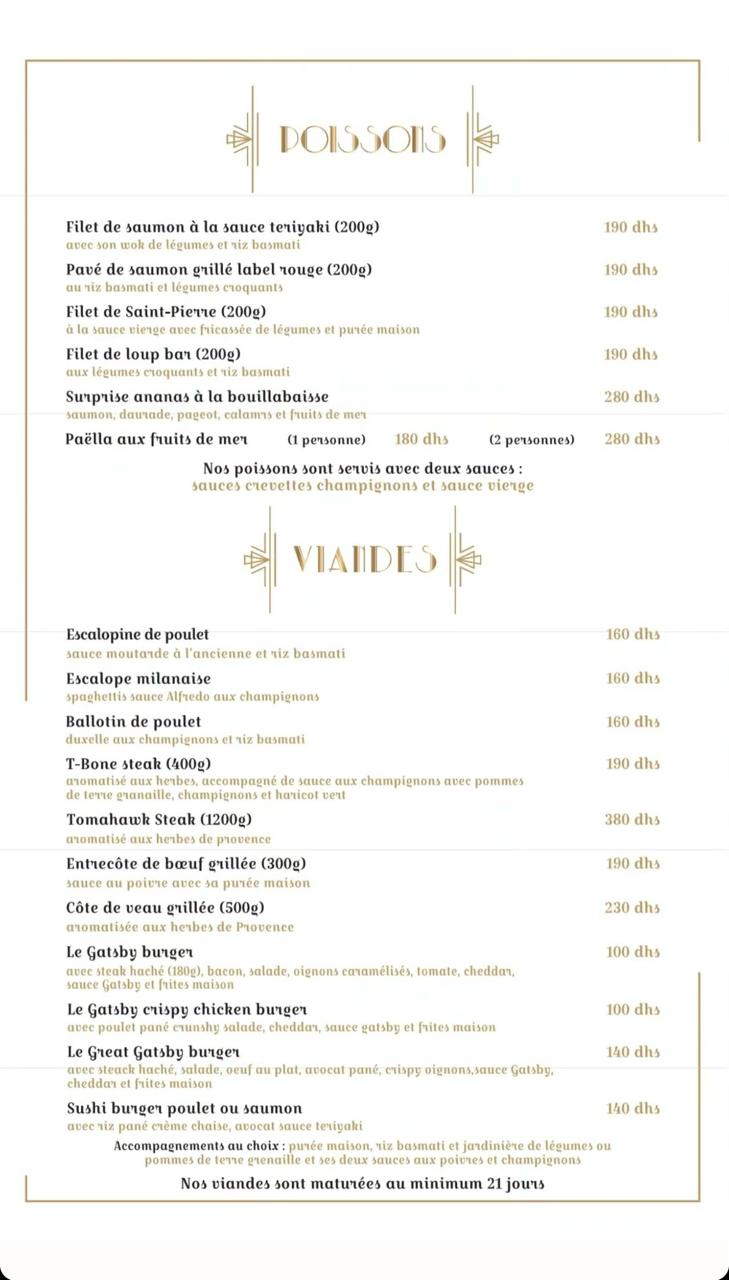 POISSONS
Filet de saumon à la sauce teriyaki (200g) 190 dhs
avec son wok de légumes et riz basmati
Pavé de saumon grillé label rouge (200g) 190 dhs
au riz basmati et légumes croquants
Filet de Saint-Pierre (200g) 190 dhs
à la sauce vierge avec fricassée de légumes et purée maison
Filet de loup bar (200g) 190 dhs
aux légumes croquants et riz basmati
Surprise ananas à la bouillabaisse 280 dhs
saumon, daurade, pageot, calamrs et fruits de mer
Paëlla aux fruits de mer (1 personne) 180 dhs (2 personnes) 280 dhs
Nos poissons sont servis avec deux sauces :
sauces crevettes champignons et sauce vierge
VIANDES
Escalopine de poulet 160 dhs
sauce moutarde à l'ancienne et riz basmati
Escalope milanaise 160 dhs
spaghettis sauce Alfredo aux champignons
Ballotin de poulet 160 dhs
duxelle aux champignons et riz basmati
T-Bone steak (400g) 190 dhs
aromatisé aux herbes, accompagné de sauce aux champignons avec pommes
de terre granaille, champignons et haricot vert
Tomahawk Steak (1200g) 380 dhs
aromatisé aux herbes de provence
Entrecôte de bœuf grillée (300g) 190 dhs
sauce au poivre avec sa purée maison
Côte de veau grillée (500g) 230 dhs
aromatisée aux herbes de Provence
Le Gatsby burger 100 dhs
avec steak haché (180g), bacon, salade, oignons caramélisés, tomate, cheddar,
sauce Gatsby et frites maison
Le Gatsby crispy chicken burger 100 dhs
avec poulet pané crunshy salade, cheddar, sauce gatsby et frites maison
Le Great Gatsby burger 140 dhs
avec steack haché, salade, oeuf au plat, avocat pané, crispy oignons,sauce Gatsby,
cheddar et frites maison
Sushi burger poulet ou saumon 140 dhs
avec riz pané crème chaise, avocat sauce teriyaki
Accompagnements au choix : purée maison, riz basmati et jardinière de légumes ou
pommes de terre grenaille et ses deux sauces aux poivres et champignons
Nos viandes sont maturées au minimum 21 jours